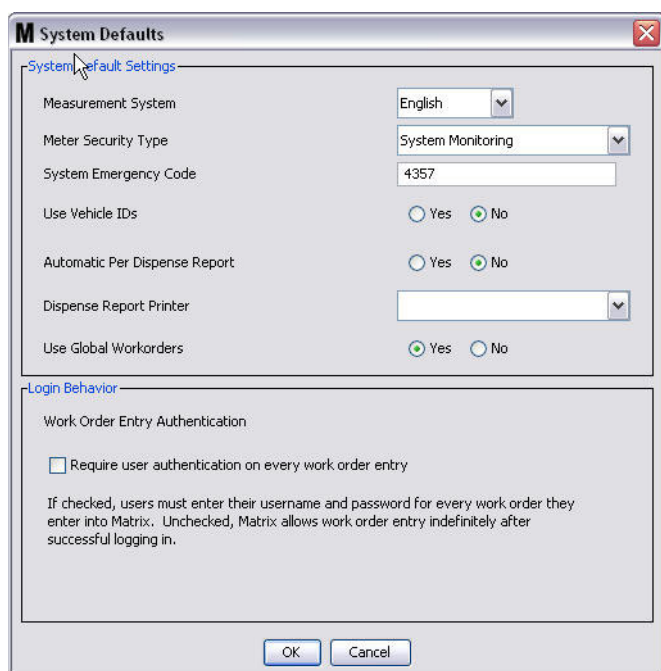 M System Defaults
System Default Settings
Measurement System English
Meter Security Type System Monitoring
System Emergency Code 4357
Use Vehicle IDs Yes No
Automatic Per Dispense Report Yes No
Dispense Report Printer
Use Global Workorders Yes No
Login Behavior
Work Order Entry Authentication
Require user authentication on every work order entry
If checked, users must enter their username and password for every work order they
enter into Matrix. Unchecked, Matrix allows work order entry indefinitely after
successful logging in.
OK Cancel